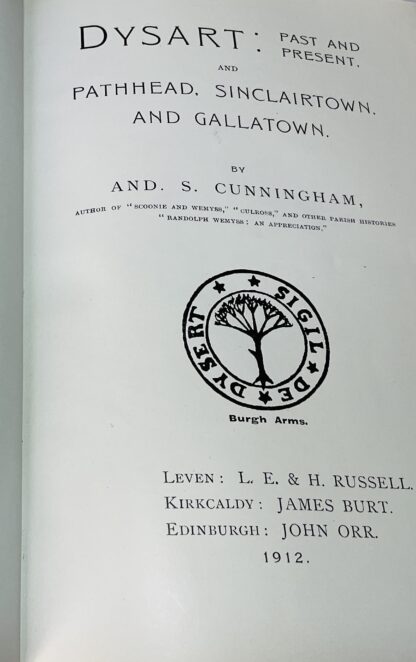 DYSART: PAST AND
PRESENT.
AND
PATHHEAD, SINCLAIRTOWN.
AND GALLATOWN.
BY
AND. S. CUNNINGHAM,
AUTHOR OF "SCOONIE AND WEMYSS," "CULROSS," AND OTHER PARISH HISTORIES
"RANDOLPH WEMYSS: AN APPRECIATION."
★ SIGIL ★ DE ★ DYSERT ★
Burgh Arms.
LEVEN: L. E. & H. RUSSELL.
KIRKCALDY: JAMES BURT.
EDINBURGH: JOHN ORR.
1912.